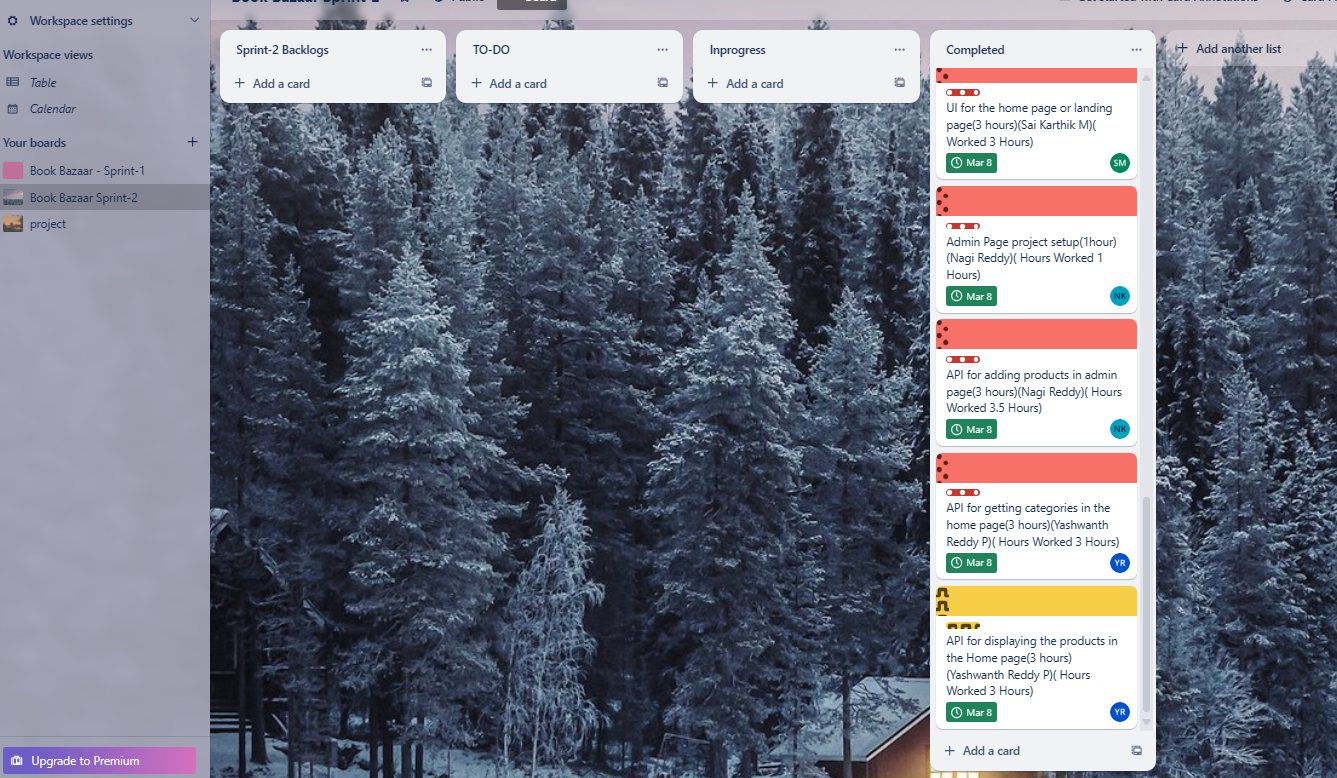 Workspace settings
Workspace views
Table
Calendar
Your boards
Book Bazaar - Sprint-1
Book Bazaar Sprint-2
project
Upgrade to Premium
Book Bazaar Sprint-2
Public
Board
Get started with Card Annotations
Sprint-2 Backlogs
Add a card
TO-DO
Add a card
Inprogress
Add a card
Completed
UI for the home page or landing
page(3 hours)(Sai Karthik M)(
Worked 3 Hours)
Mar 8
SM
Admin Page project setup(1hour)
(Nagi Reddy)( Hours Worked 1
Hours)
Mar 8
NK
API for adding products in admin
page(3 hours)(Nagi Reddy)( Hours
Worked 3.5 Hours)
Mar 8
NK
API for getting categories in the
home page(3 hours)(Yashwanth
Reddy P)( Hours Worked 3 Hours)
Mar 8
YR
API for displaying the products in
the Home page(3 hours)
(Yashwanth Reddy P)( Hours
Worked 3 Hours)
Mar 8
YR
Add a card
Add another list